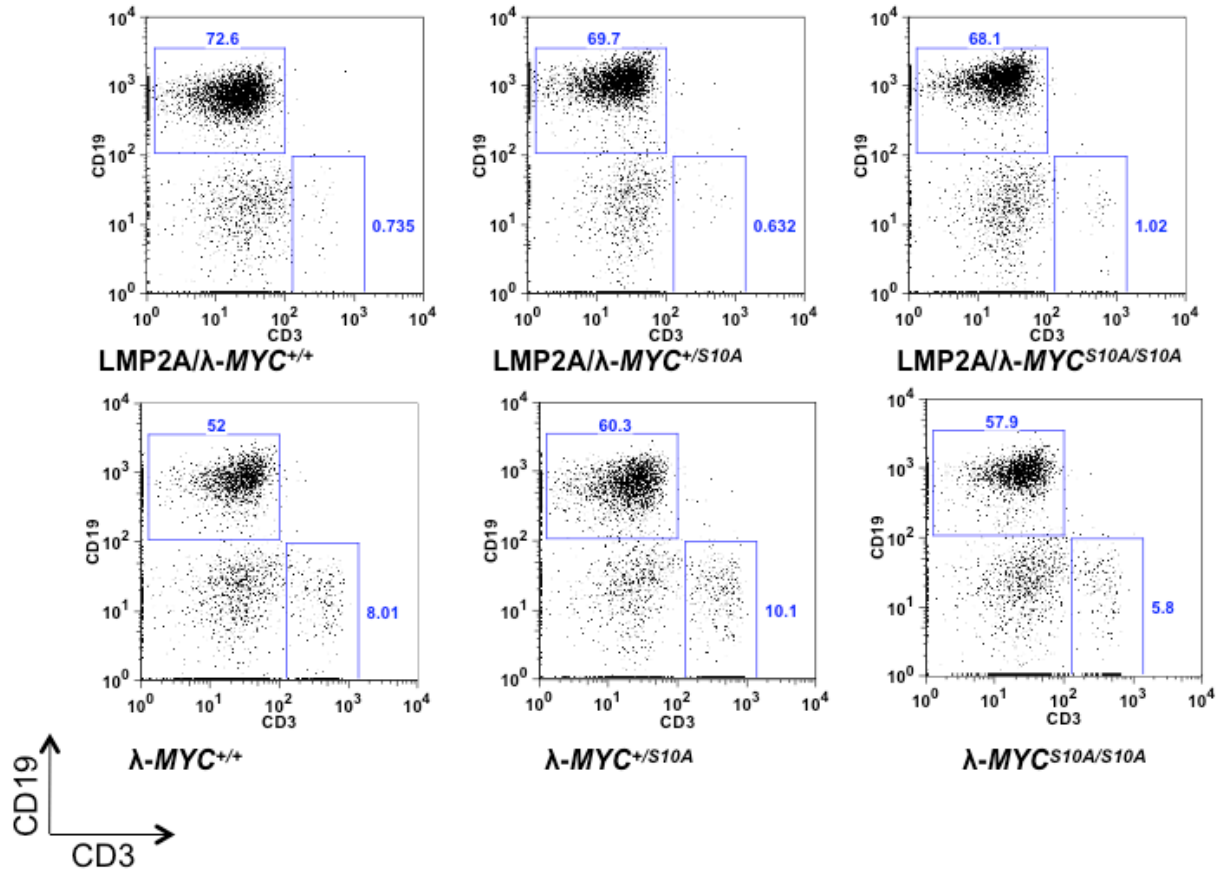 10⁴ 10⁴ 10⁴
72.6 69.7 68.1
10³ 10³ 10³
CD19 CD19 CD19
10² 10² 10²
0.735 0.632 1.02
10¹ 10¹ 10¹
10⁰ 10⁰ 10⁰
10⁰ 10¹ 10² 10³ 10⁴ 10⁰ 10¹ 10² 10³ 10⁴ 10⁰ 10¹ 10² 10³ 10⁴
CD3 CD3 CD3
LMP2A/λ-MYC+/+ LMP2A/λ-MYC+/S10A LMP2A/λ-MYCS10A/S10A
10⁴ 10⁴ 10⁴
52 60.3 57.9
10³ 10³ 10³
CD19 CD19 CD19
10² 10² 10²
8.01 10.1 5.8
10¹ 10¹ 10¹
10⁰ 10⁰ 10⁰
10⁰ 10¹ 10² 10³ 10⁴ 10⁰ 10¹ 10² 10³ 10⁴ 10⁰ 10¹ 10² 10³ 10⁴
CD3 CD3 CD3
λ-MYC+/+ λ-MYC+/S10A λ-MYCS10A/S10A
CD19
CD3